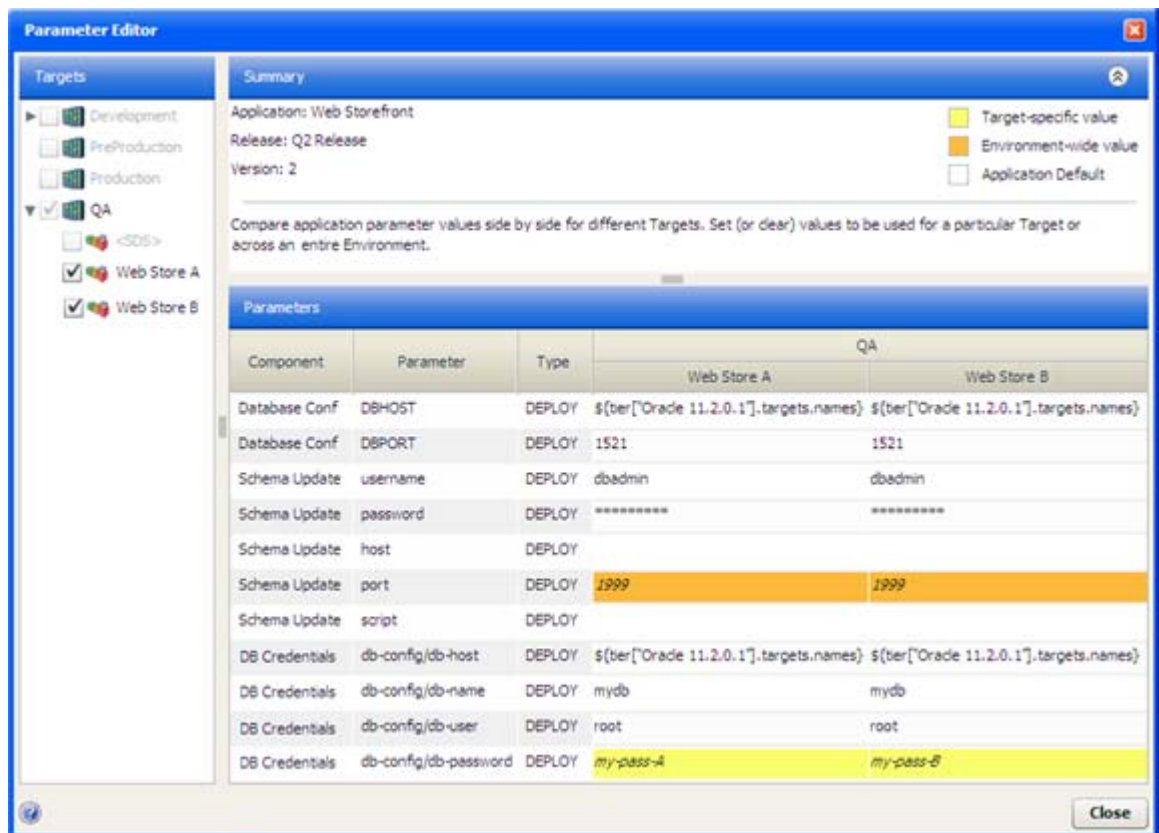 Parameter Editor
Targets
Development
PreProduction
Production
QA
<SDS>
Web Store A
Web Store B
Summary
Application: Web Storefront
Release: Q2 Release
Version: 2
Target-specific value
Environment-wide value
Application Default
Compare application parameter values side by side for different Targets. Set (or clear) values to be used for a particular Target or
across an entire Environment.
Parameters
Component Parameter Type QA
Web Store A Web Store B
Database Conf DBHOST DEPLOY ${tier["Oracle 11.2.0.1"].targets.names} ${tier["Oracle 11.2.0.1"].targets.names}
Database Conf DBPORT DEPLOY 1521 1521
Schema Update username DEPLOY dbadmin dbadmin
Schema Update password DEPLOY ********* *********
Schema Update host DEPLOY
Schema Update port DEPLOY 1999 1999
Schema Update script DEPLOY
DB Credentials db-config/db-host DEPLOY ${tier["Oracle 11.2.0.1"].targets.names} ${tier["Oracle 11.2.0.1"].targets.names}
DB Credentials db-config/db-name DEPLOY mydb mydb
DB Credentials db-config/db-user DEPLOY root root
DB Credentials db-config/db-password DEPLOY my-pass-A my-pass-B
Close